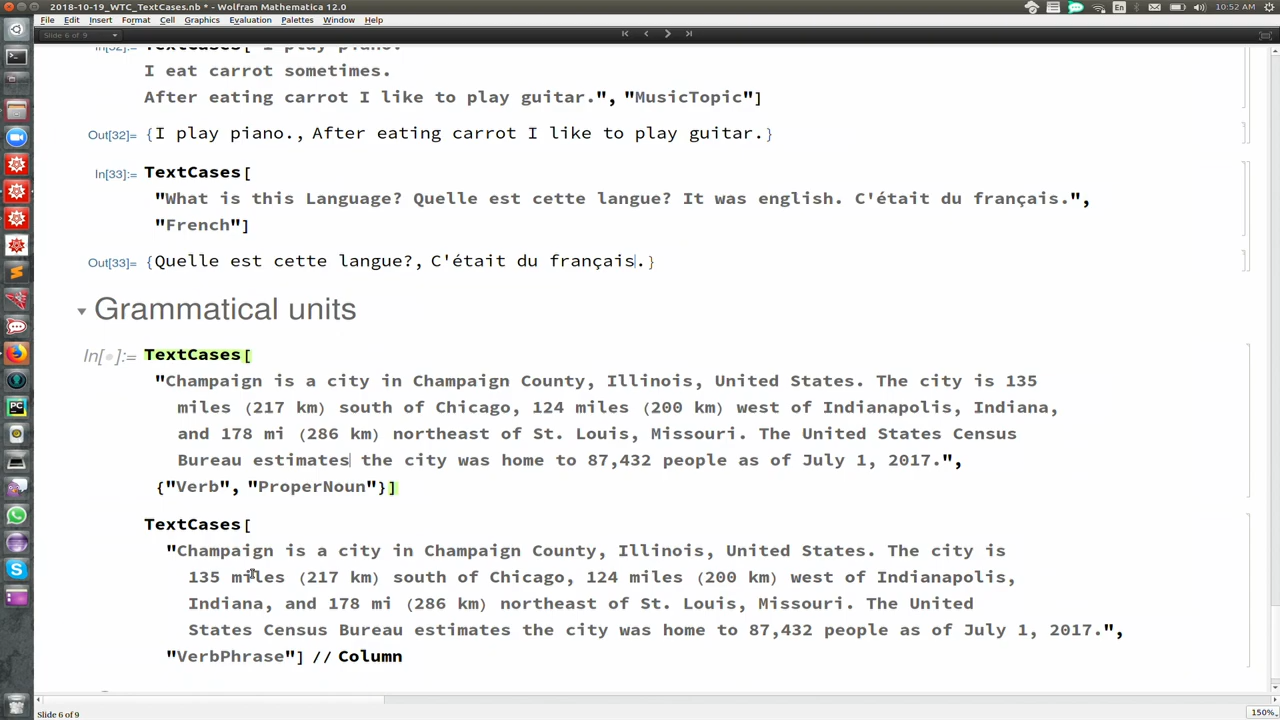 2018-10-19_WTC_TextCases.nb * - Wolfram Mathematica 12.0
En
10:52 AM
File Edit Insert Format Cell Graphics Evaluation Palettes Window Help
Slide 6 of 9
In[32]:= TextCases["I play piano.
I eat carrot sometimes.
After eating carrot I like to play guitar.", "MusicTopic"]
Out[32]= {I play piano., After eating carrot I like to play guitar.}
In[33]:= TextCases[
"What is this Language? Quelle est cette langue? It was english. C'était du français.",
"French"]
Out[33]= {Quelle est cette langue?, C'était du français.}
Grammatical units
In[•]:= TextCases[
"Champaign is a city in Champaign County, Illinois, United States. The city is 135
miles (217 km) south of Chicago, 124 miles (200 km) west of Indianapolis, Indiana,
and 178 mi (286 km) northeast of St. Louis, Missouri. The United States Census
Bureau estimates the city was home to 87,432 people as of July 1, 2017.",
{"Verb", "ProperNoun"}]
TextCases[
"Champaign is a city in Champaign County, Illinois, United States. The city is
135 miles (217 km) south of Chicago, 124 miles (200 km) west of Indianapolis,
Indiana, and 178 mi (286 km) northeast of St. Louis, Missouri. The United
States Census Bureau estimates the city was home to 87,432 people as of July 1, 2017.",
"VerbPhrase"] // Column
Slide 6 of 9
150%